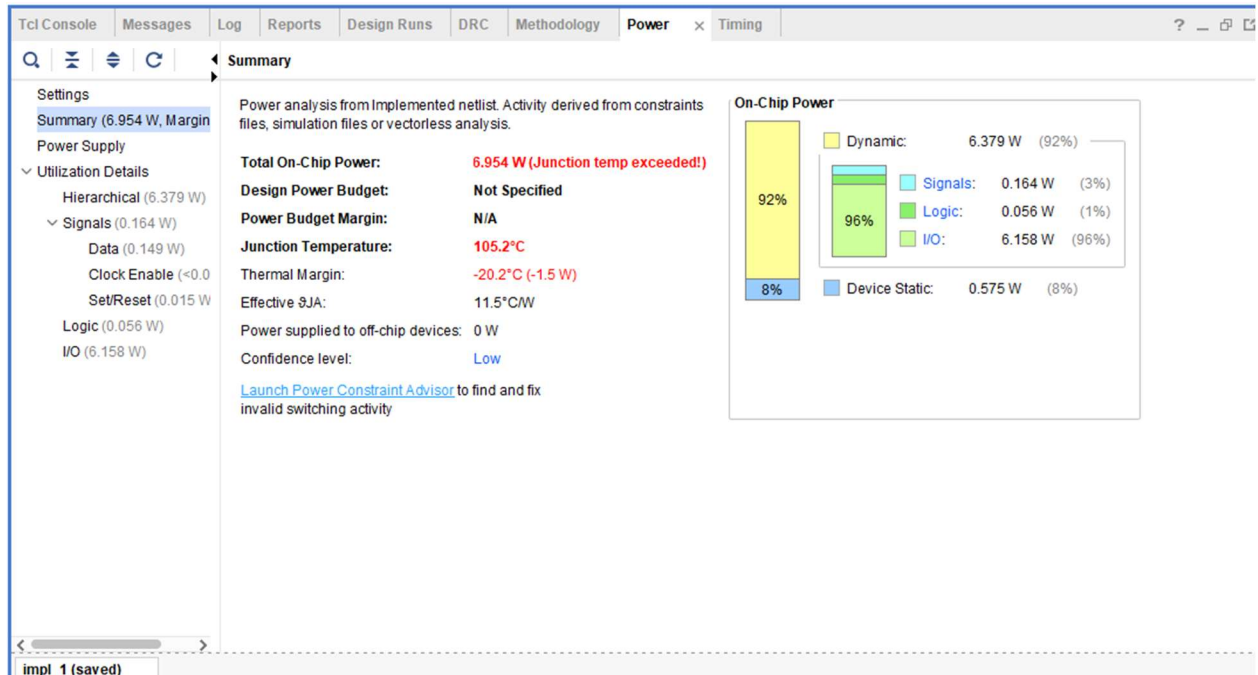 Tcl Console Messages Log Reports Design Runs DRC Methodology Power × Timing ?
Summary
Settings
Summary (6.954 W, Margin
Power Supply
Utilization Details
Hierarchical (6.379 W)
Signals (0.164 W)
Data (0.149 W)
Clock Enable (<0.0
Set/Reset (0.015 W
Logic (0.056 W)
I/O (6.158 W)
Power analysis from Implemented netlist. Activity derived from constraints
files, simulation files or vectorless analysis.
Total On-Chip Power: 6.954 W (Junction temp exceeded!)
Design Power Budget: Not Specified
Power Budget Margin: N/A
Junction Temperature: 105.2°C
Thermal Margin: -20.2°C (-1.5 W)
Effective ϑJA: 11.5°C/W
Power supplied to off-chip devices: 0 W
Confidence level: Low
Launch Power Constraint Advisor to find and fix
invalid switching activity
On-Chip Power
92%
8%
Dynamic: 6.379 W (92%)
96%
Signals: 0.164 W (3%)
Logic: 0.056 W (1%)
I/O: 6.158 W (96%)
Device Static: 0.575 W (8%)
impl_1 (saved)